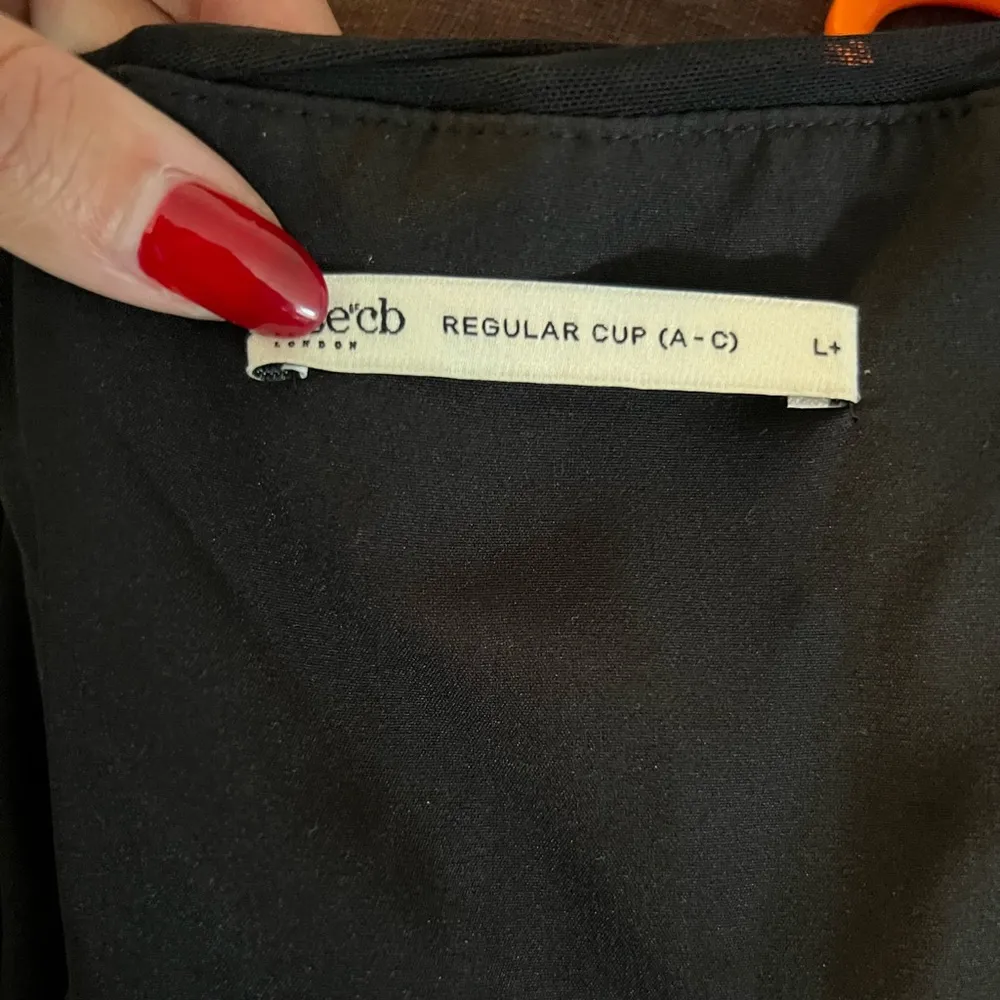 REGULAR CUP (A-C) L+
LONDON